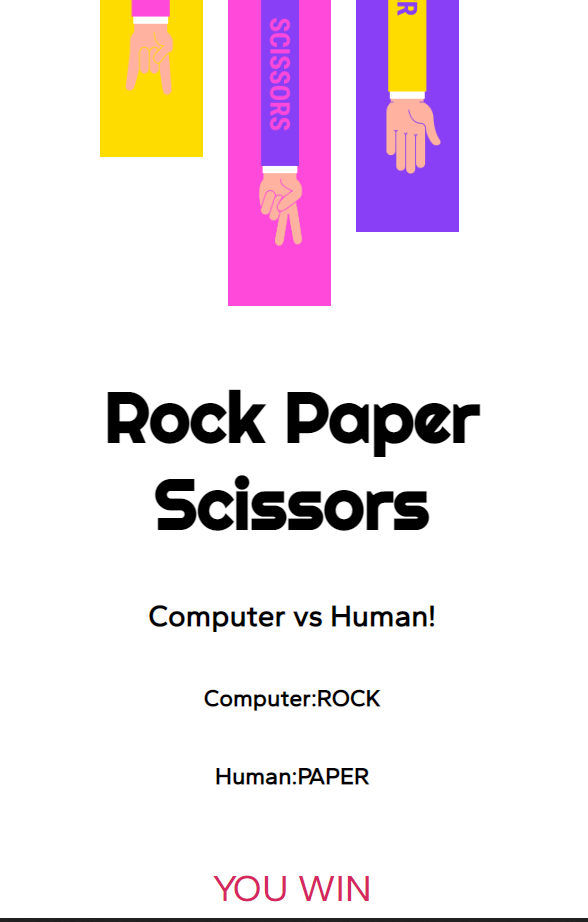 SCISSORS
R
Rock Paper
Scissors
Computer vs Human!
Computer:ROCK
Human:PAPER
YOU WIN